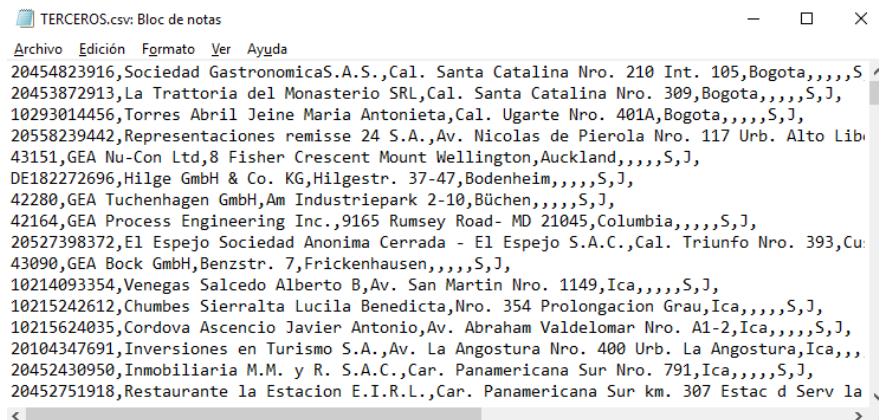 TERCEROS.csv: Bloc de notas
Archivo Edición Formato Ver Ayuda
20454823916,Sociedad GastronomicaS.A.S.,Cal. Santa Catalina Nro. 210 Int. 105,Bogota,,,,,S
20453872913,La Trattoria del Monasterio SRL,Cal. Santa Catalina Nro. 309,Bogota,,,,,S,J,
10293014456,Torres Abril Jeine Maria Antonieta,Cal. Ugarte Nro. 401A,Bogota,,,,,S,J,
20558239442,Representaciones remisse 24 S.A.,Av. Nicolas de Pierola Nro. 117 Urb. Alto Lib
43151,GEA Nu-Con Ltd,8 Fisher Crescent Mount Wellington,Auckland,,,,,S,J,
DE182272696,Hilge GmbH & Co. KG,Hilgestr. 37-47,Bodenheim,,,,,S,J,
42280,GEA Tuchenhagen GmbH,Am Industriepark 2-10,Büchen,,,,,S,J,
42164,GEA Process Engineering Inc.,9165 Rumsey Road- MD 21045,Columbia,,,,,S,J,
20527398372,El Espejo Sociedad Anonima Cerrada - El Espejo S.A.C.,Cal. Triunfo Nro. 393,Cu
43090,GEA Bock GmbH,Benzstr. 7,Frickenhausen,,,,,S,J,
10214093354,Venegas Salcedo Alberto B,Av. San Martin Nro. 1149,Ica,,,,,S,J,
10215242612,Chumbes Sierralta Lucila Benedicta,Nro. 354 Prolongacion Grau,Ica,,,,,S,J,
10215624035,Cordova Ascencio Javier Antonio,Av. Abraham Valdelomar Nro. A1-2,Ica,,,,,S,J,
20104347691,Inversiones en Turismo S.A.,Av. La Angostura Nro. 400 Urb. La Angostura,Ica,,,
20452430950,Inmobiliaria M.M. y R. S.A.C.,Car. Panamericana Sur Nro. 791,Ica,,,,,S,J,
20452751918,Restaurante la Estacion E.I.R.L.,Car. Panamericana Sur km. 307 Estac d Serv la